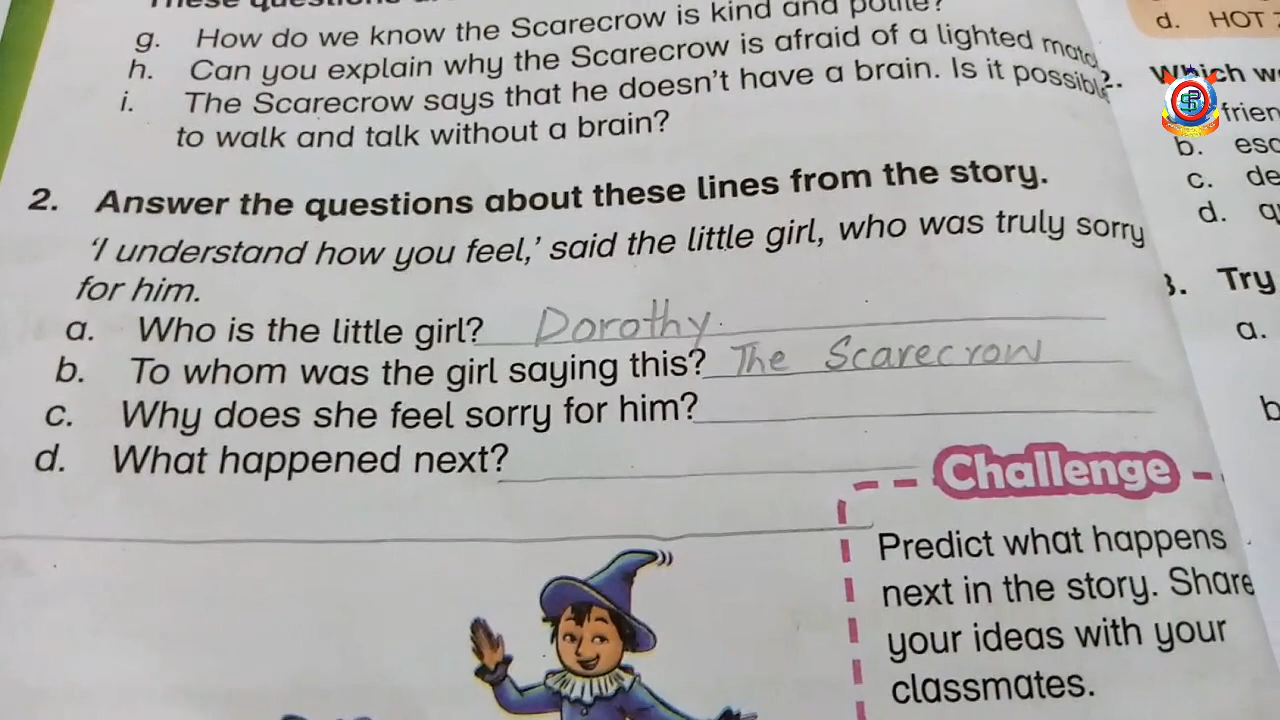 These questions
g. How do we know the Scarecrow is kind and polite?
h. Can you explain why the Scarecrow is afraid of a lighted
i. The Scarecrow says that he doesn't have a brain. Is it possible
to walk and talk without a brain?
2. Answer the questions about these lines from the story.
'I understand how you feel,' said the little girl, who was truly sorry
for him.
a. Who is the little girl? Dorothy.
b. To whom was the girl saying this? The Scarecrow
c. Why does she feel sorry for him?
d. What happened next?
Challenge
Predict what happens
next in the story. Share
your ideas with your
classmates.
d. HOT
2. Which
b.
c. de
d.
3. Try
a.
b